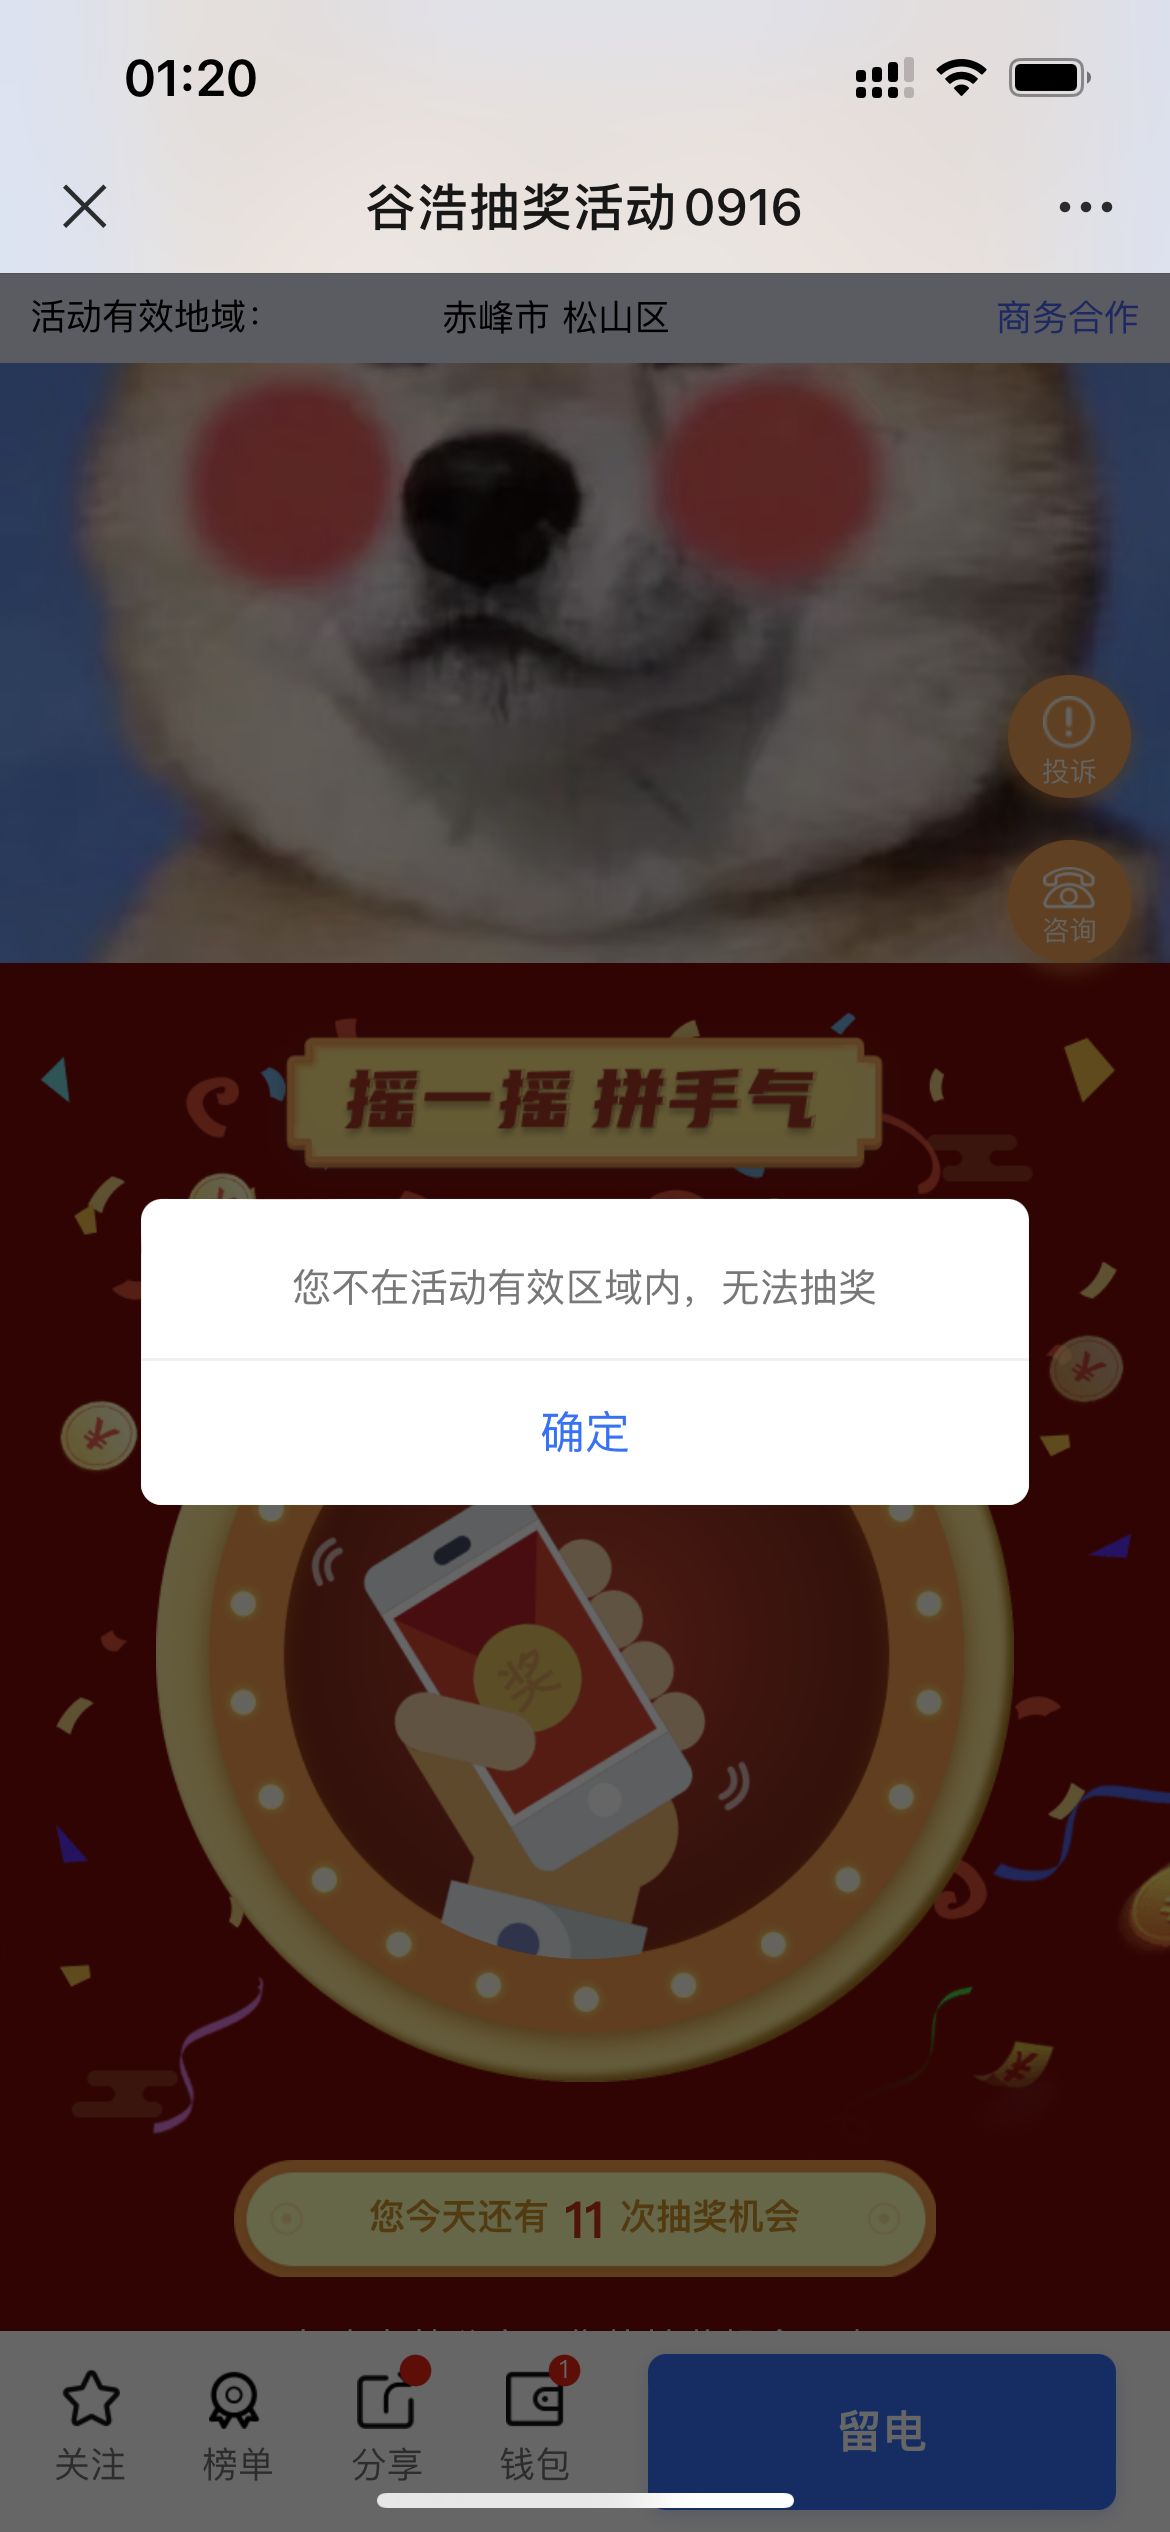 01:20
谷浩抽奖活动0916
活动有效地域：
赤峰市 松山区
商务合作
投诉
咨询
摇一摇 拼手气
您不在活动有效区域内，无法抽奖
确定
奖
您今天还有 11 次抽奖机会
1
关注
榜单
分享
钱包
留电